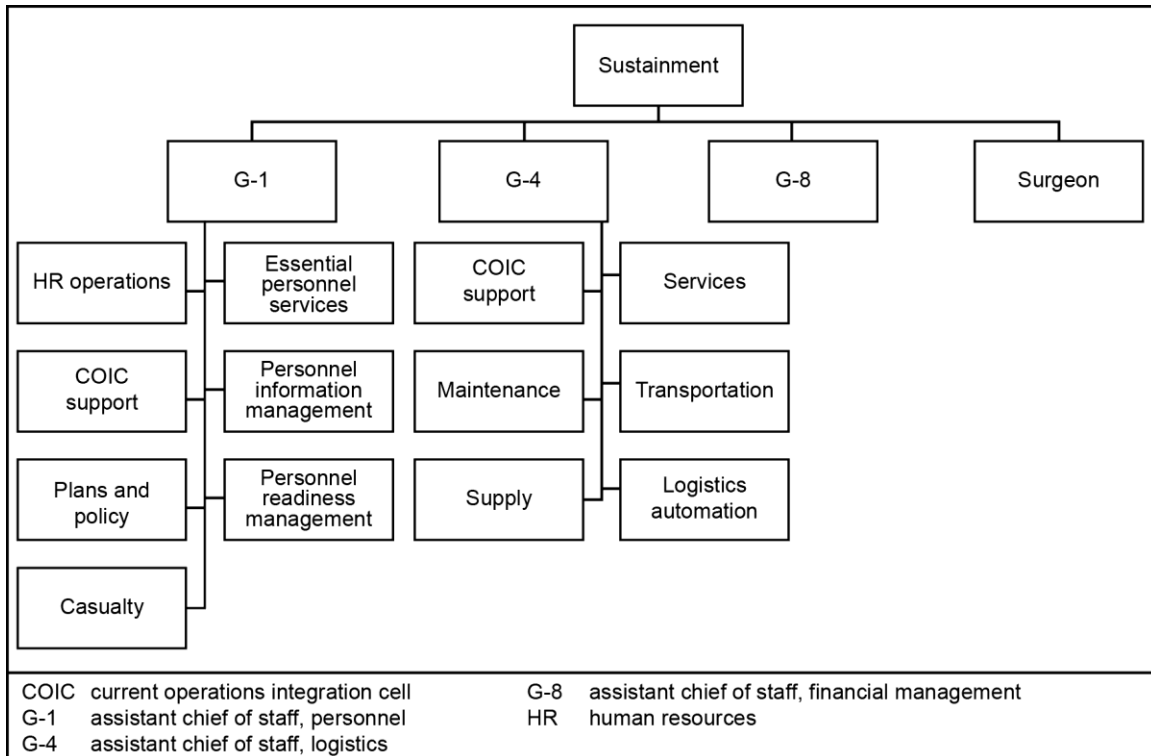 Sustainment
G-1
G-4
G-8
Surgeon
HR operations
Essential
personnel
services
COIC
support
Services
COIC
support
Personnel
information
management
Maintenance
Transportation
Plans and
policy
Personnel
readiness
management
Supply
Logistics
automation
Casualty
COIC current operations integration cell
G-1 assistant chief of staff, personnel
G-4 assistant chief of staff, logistics
G-8 assistant chief of staff, financial management
HR human resources